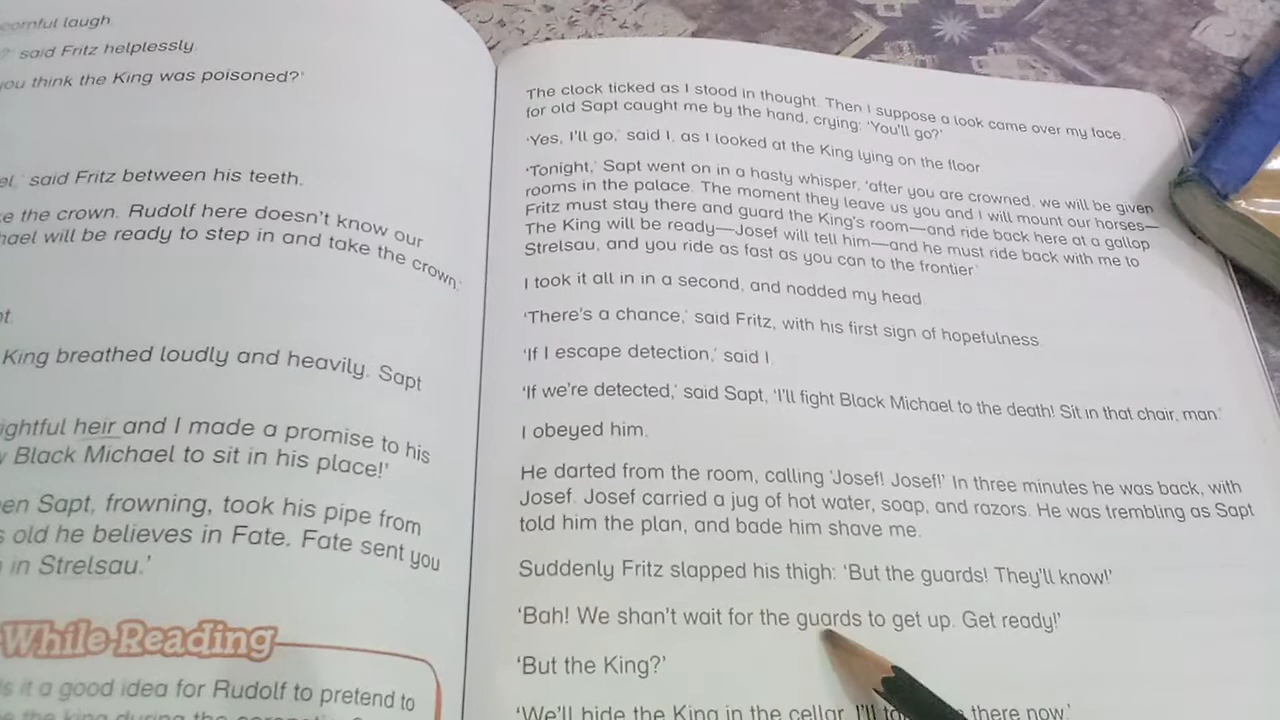 cornful laugh.
said Fritz helplessly.
you think the King was poisoned?'
said Fritz between his teeth.
the crown. Rudolf here doesn't know our
will be ready to step in and take the crown.'
King breathed loudly and heavily. Sapt
heir and I made a promise to his
Black Michael to sit in his place!'
Sapt, frowning, took his pipe from
old he believes in Fate. Fate sent you
in Strelsau.'
While Reading
it a good idea for Rudolf to pretend to
the king during the
The clock ticked as I stood in thought. Then I suppose a look came over my face,
for old Sapt caught me by the hand, crying: 'You'll go?'
'Yes, I'll go,' said I, as I looked at the King lying on the floor.
'Tonight,' Sapt went on in a hasty whisper, 'after you are crowned, we will be given
rooms in the palace. The moment they leave us you and I will mount our horses—
Fritz must stay there and guard the King's room—and ride back here at a gallop.
The King will be ready—Josef will tell him—and he must ride back with me to
Strelsau, and you ride as fast as you can to the frontier.'
I took it all in in a second, and nodded my head.
'There's a chance,' said Fritz, with his first sign of hopefulness.
'If I escape detection,' said I.
'If we're detected,' said Sapt, 'I'll fight Black Michael to the death! Sit in that chair, man.'
I obeyed him.
He darted from the room, calling 'Josef! Josef!' In three minutes he was back, with
Josef. Josef carried a jug of hot water, soap, and razors. He was trembling as Sapt
told him the plan, and bade him shave me.
Suddenly Fritz slapped his thigh: 'But the guards! They'll know!'
'Bah! We shan't wait for the guards to get up. Get ready!'
'But the King?'
'We'll hide the King in the cellar. I'll there now.'